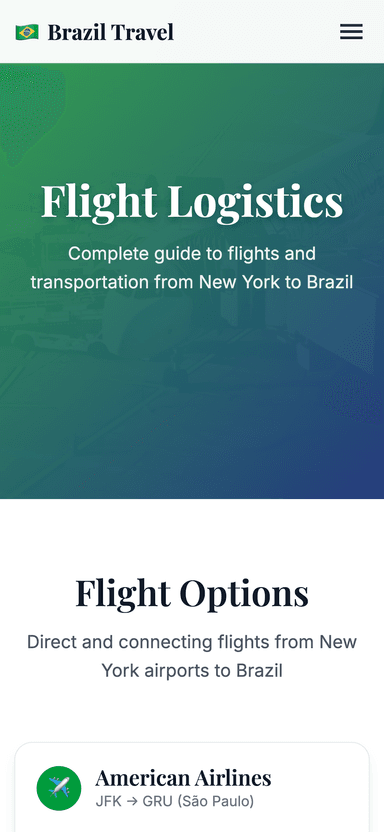 Brazil Travel
Flight Logistics
Complete guide to flights and
transportation from New York to Brazil
Flight Options
Direct and connecting flights from New
York airports to Brazil
American Airlines
JFK → GRU (São Paulo)